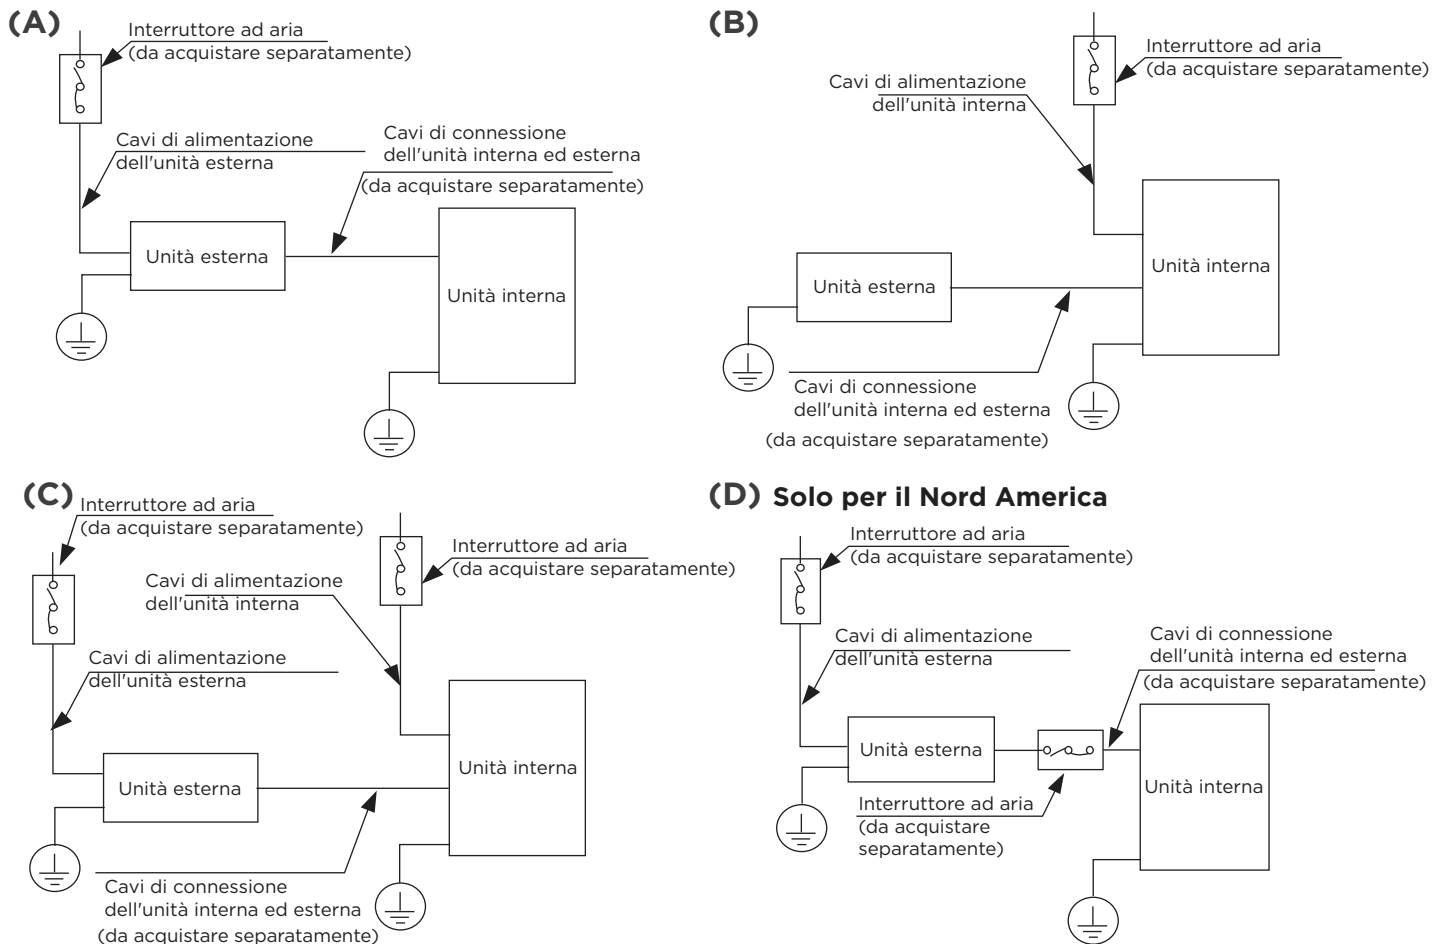 (A)
Interruttore ad aria
(da acquistare separatamente)
Cavi di alimentazione
dell'unità esterna
Cavi di connessione
dell'unità interna ed esterna
(da acquistare separatamente)
Unità esterna
Unità interna
(B)
Interruttore ad aria
(da acquistare separatamente)
Cavi di alimentazione
dell'unità interna
Unità interna
Unità esterna
Cavi di connessione
dell'unità interna ed esterna
(da acquistare separatamente)
(C)
Interruttore ad aria
(da acquistare separatamente)
Interruttore ad aria
(da acquistare separatamente)
Cavi di alimentazione
dell'unità interna
Cavi di alimentazione
dell'unità esterna
Unità interna
Unità esterna
Cavi di connessione
dell'unità interna ed esterna
(da acquistare separatamente)
(D) Solo per il Nord America
Interruttore ad aria
(da acquistare separatamente)
Cavi di alimentazione
dell'unità esterna
Cavi di connessione
dell'unità interna ed esterna
(da acquistare separatamente)
Unità esterna
Interruttore ad aria
(da acquistare
separatamente)
Unità interna